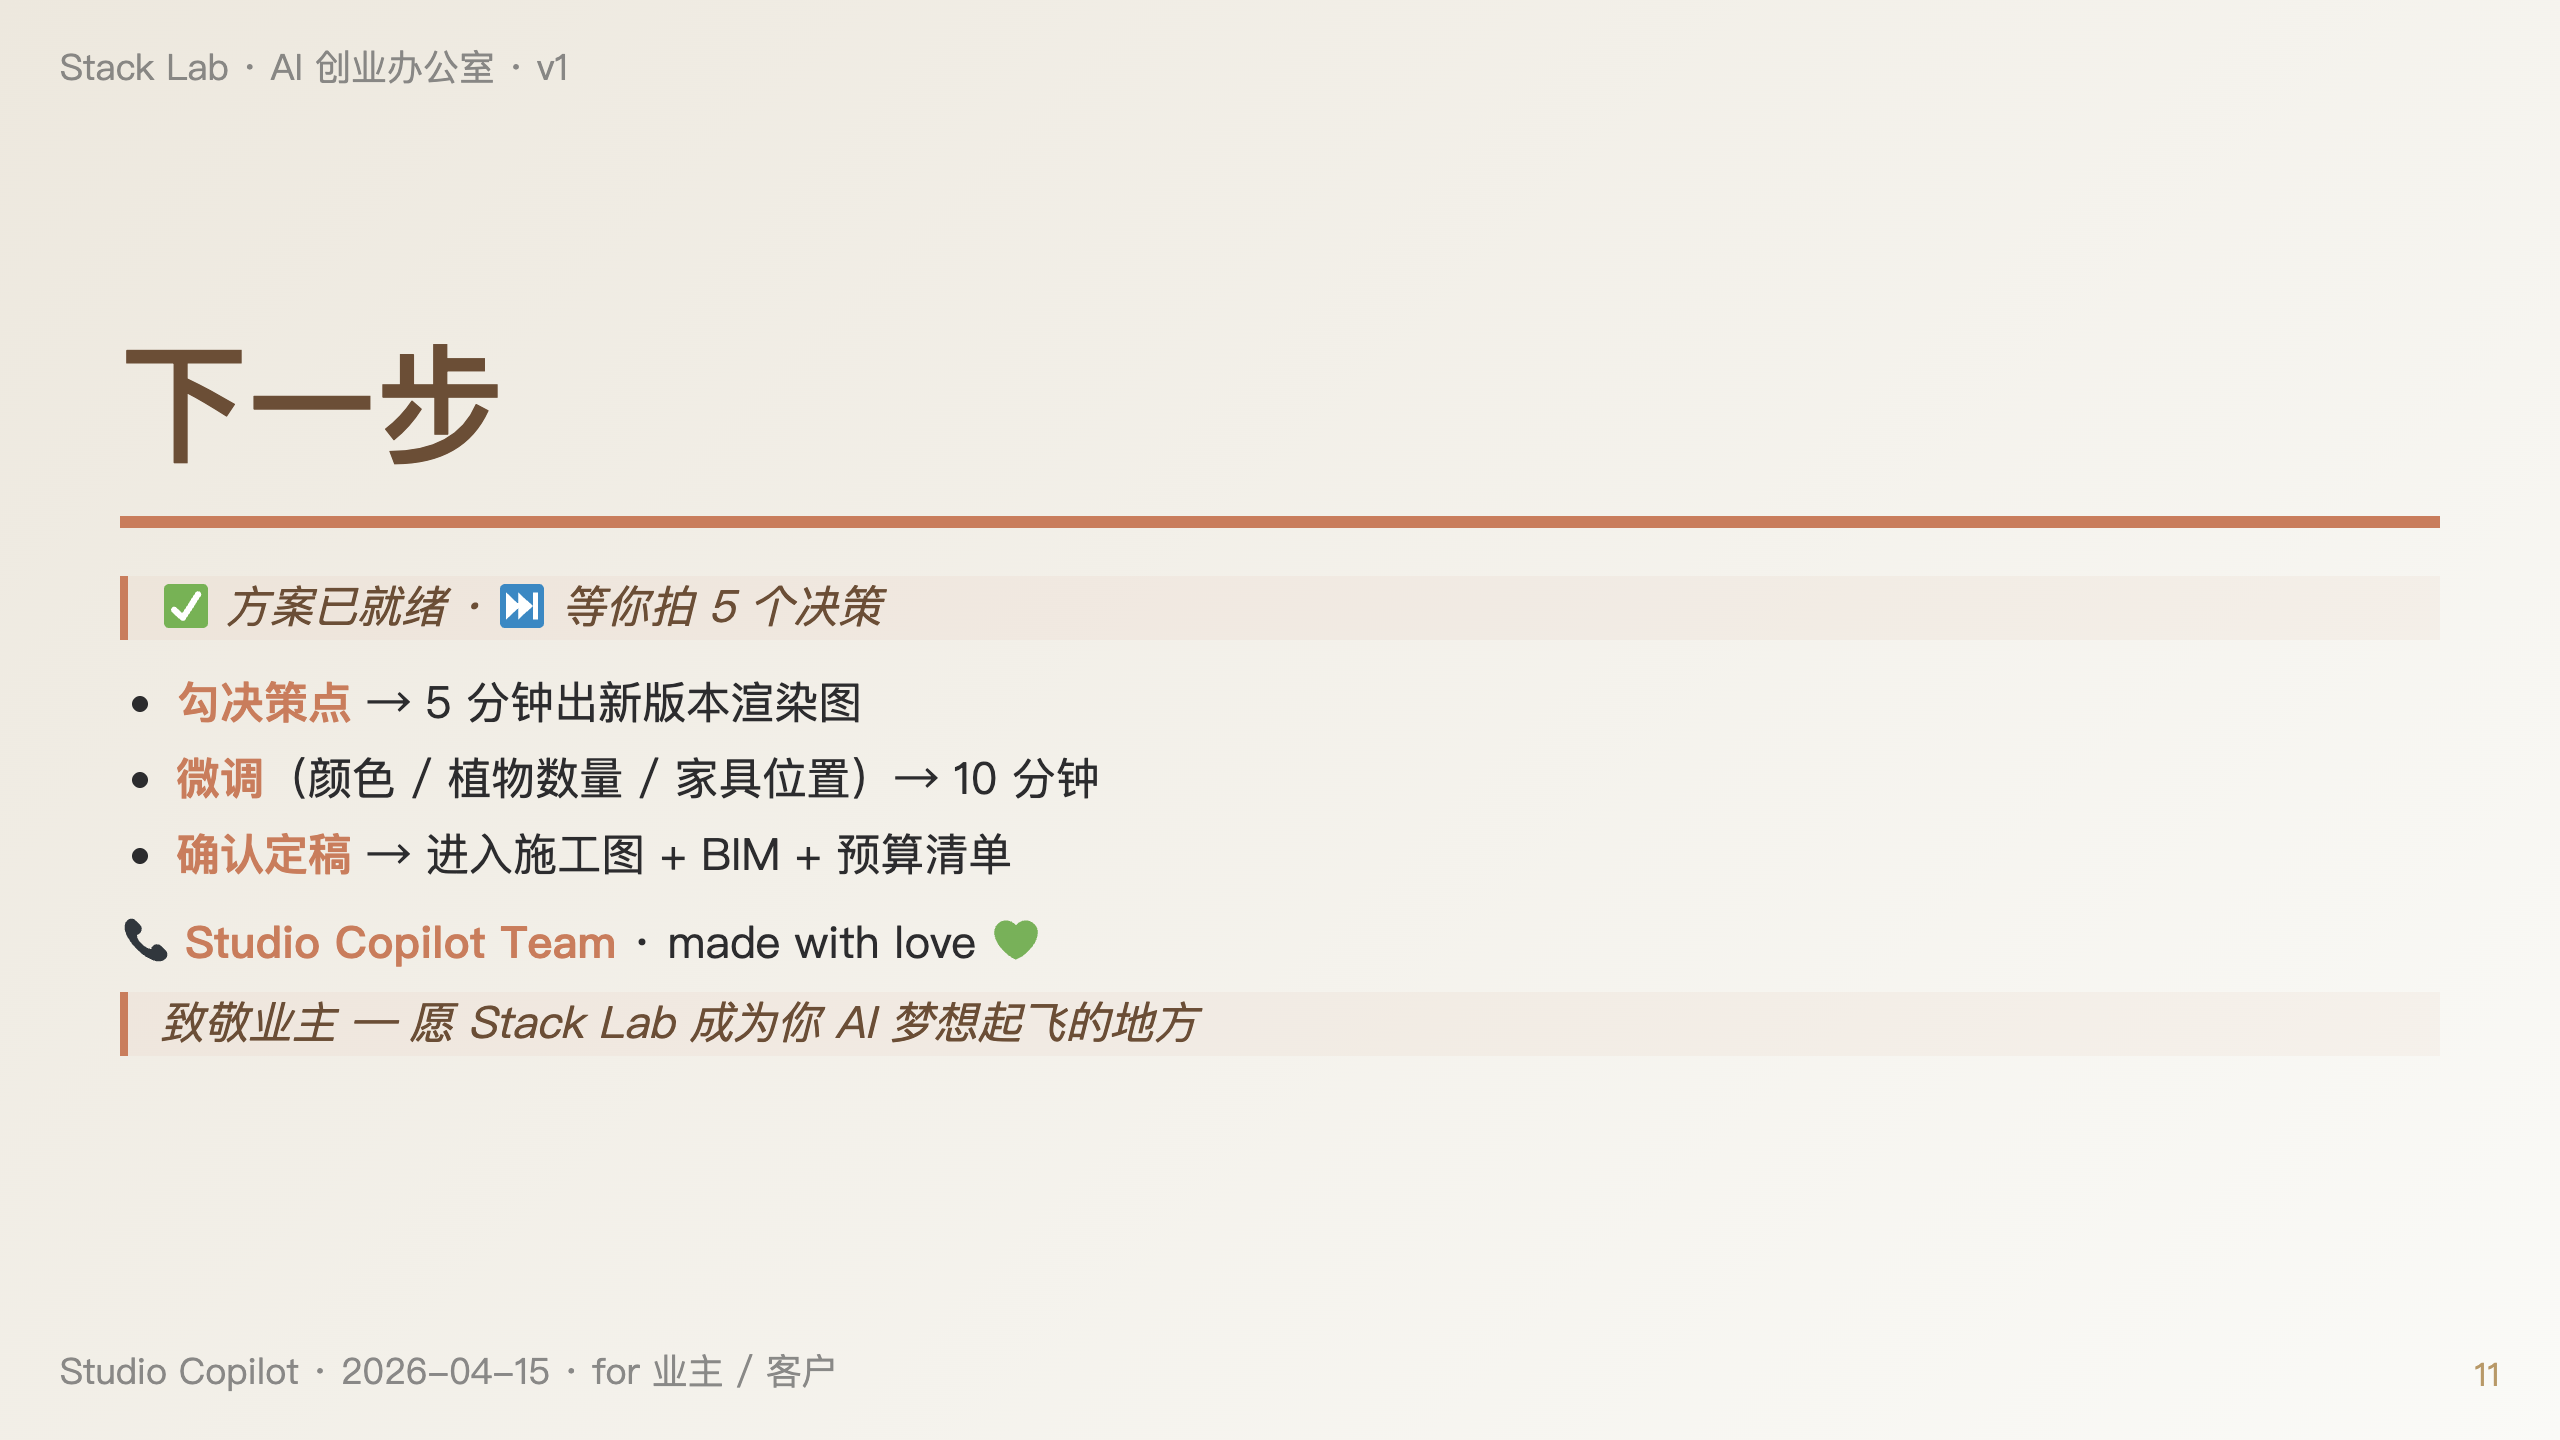 Stack Lab · AI 创业办公室 · v1
下一步
✅ 方案已就绪 · ⏭ 等你拍 5 个决策
• 勾决策点 → 5 分钟出新版本渲染图
• 微调（颜色 / 植物数量 / 家具位置）→ 10 分钟
• 确认定稿 → 进入施工图 + BIM + 预算清单
📞 Studio Copilot Team · made with love 💚
致敬业主 — 愿 Stack Lab 成为你 AI 梦想起飞的地方
Studio Copilot · 2026-04-15 · for 业主 / 客户
11